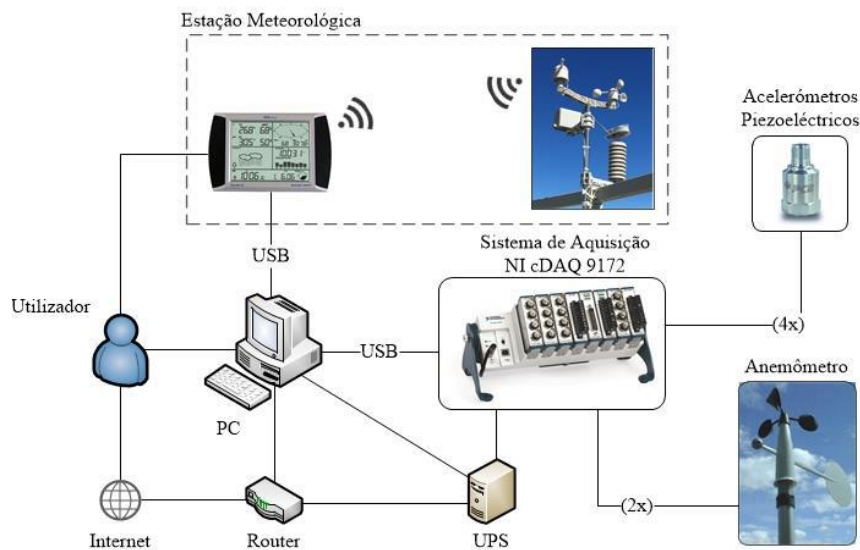 Estação Meteorológica
Acelerómetros
Piezoeléctricos
USB
Sistema de Aquisição
NI cDAQ 9172
Utilizador
USB
(4x)
Anemômetro
PC
(2x)
Internet
Router
UPS